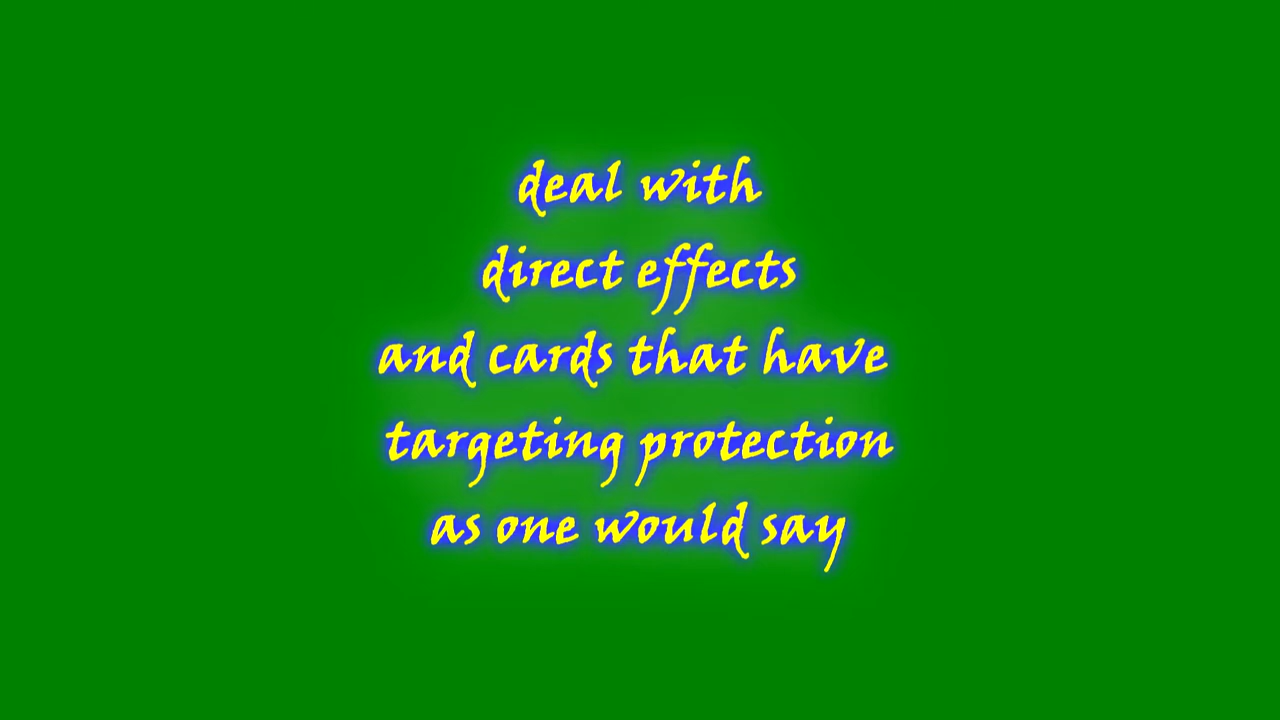 deal with
direct effects
and cards that have
targeting protection
as one would say